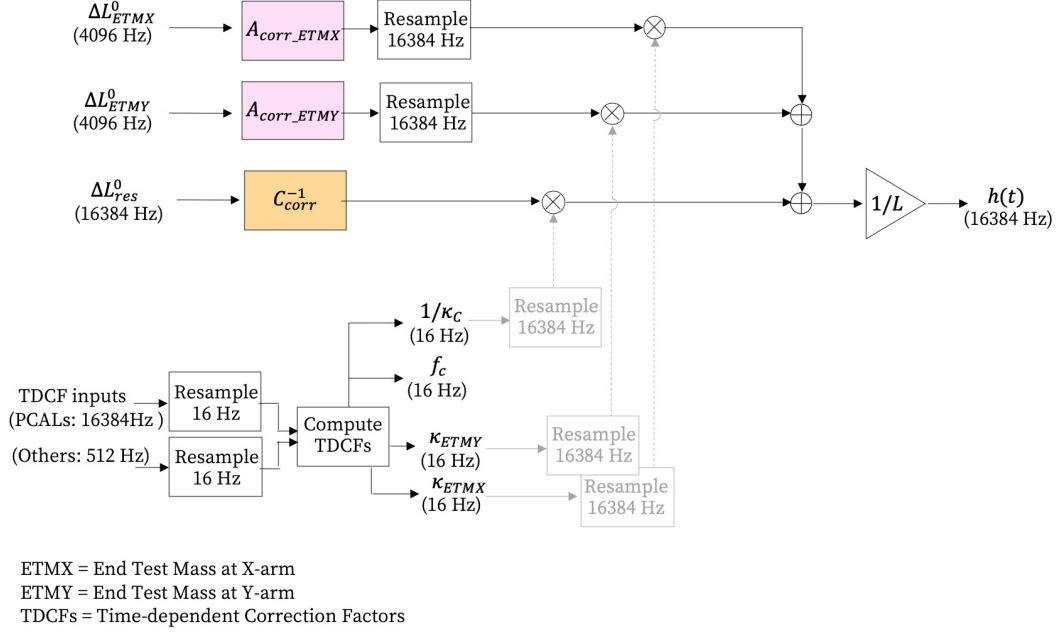 ΔL⁰_ETMX
(4096 Hz)
A_corr_ETMX
Resample
16384 Hz
ΔL⁰_ETMY
(4096 Hz)
A_corr_ETMY
Resample
16384 Hz
ΔL⁰_res
(16384 Hz)
C⁻¹_corr
1/L
h(t)
(16384 Hz)
1/κ_C
(16 Hz)
Resample
16384 Hz
f_c
(16 Hz)
TDCF inputs
(PCALs: 16384Hz )
(Others: 512 Hz)
Resample
16 Hz
Resample
16 Hz
Compute
TDCFs
κ_ETMY
(16 Hz)
Resample
16384 Hz
κ_ETMX
(16 Hz)
Resample
16384 Hz
ETMX = End Test Mass at X-arm
ETMY = End Test Mass at Y-arm
TDCFs = Time-dependent Correction Factors